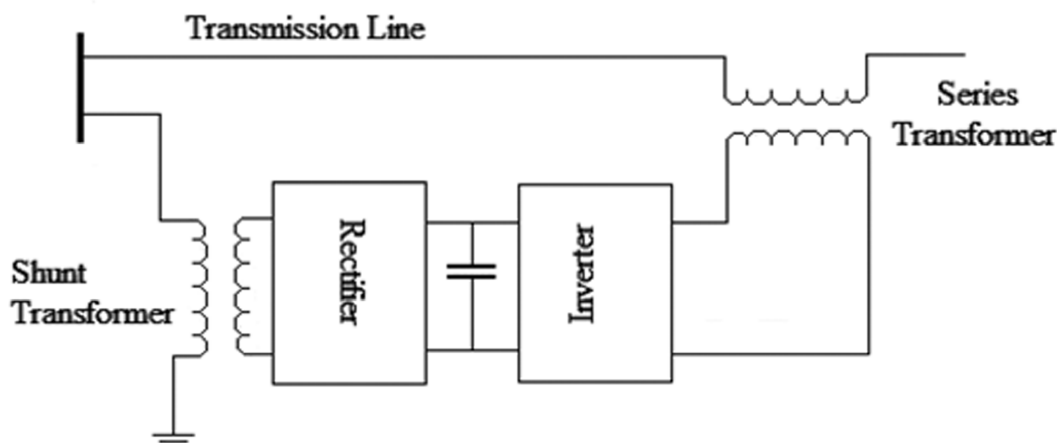 Transmission Line
Series
Transformer
Shunt
Transformer
Rectifier
Inverter